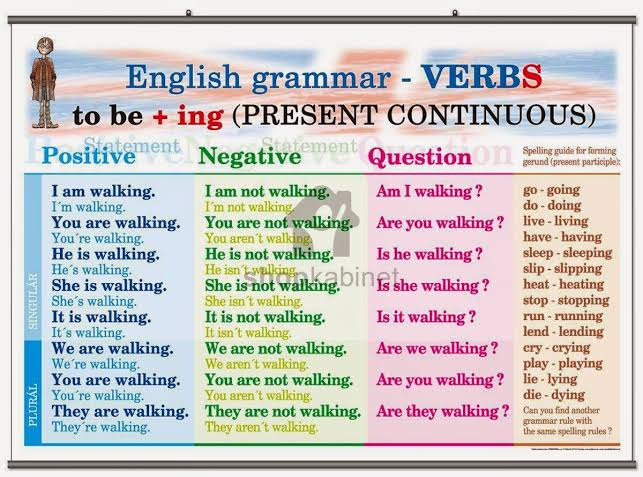 English grammar - VERBS
to be + ing (PRESENT CONTINUOUS)
Statement
Positive
SINGULÁR
I am walking.
I´m walking.
You are walking.
You´re walking.
He is walking.
He´s walking.
She is walking.
She´s walking.
It is walking.
It´s walking.
PLURÁL
We are walking.
We´re walking.
You are walking.
You´re walking.
They are walking.
They´re walking.
Statement
Negative
I am not walking.
I´m not walking.
You are not walking.
You aren´t walking.
He is not walking.
He isn´t walking.
She is not walking.
She isn´t walking.
It is not walking.
It isn´t walking.
We are not walking.
We aren´t walking.
You are not walking.
You aren´t walking.
They are not walking.
They aren´t walking.
Question
Question
Am I walking ?
Are you walking ?
Is he walking ?
Is she walking ?
Is it walking ?
Are we walking ?
Are you walking ?
Are they walking ?
Spelling guide for forming
gerund (present participle):
go - going
do - doing
live - living
have - having
sleep - sleeping
slip - slipping
heat - heating
stop - stopping
run - running
lend - lending
cry - crying
play - playing
lie - lying
die - dying
Can you find another
grammar rule with
the same spelling rules ?
shopkabinet